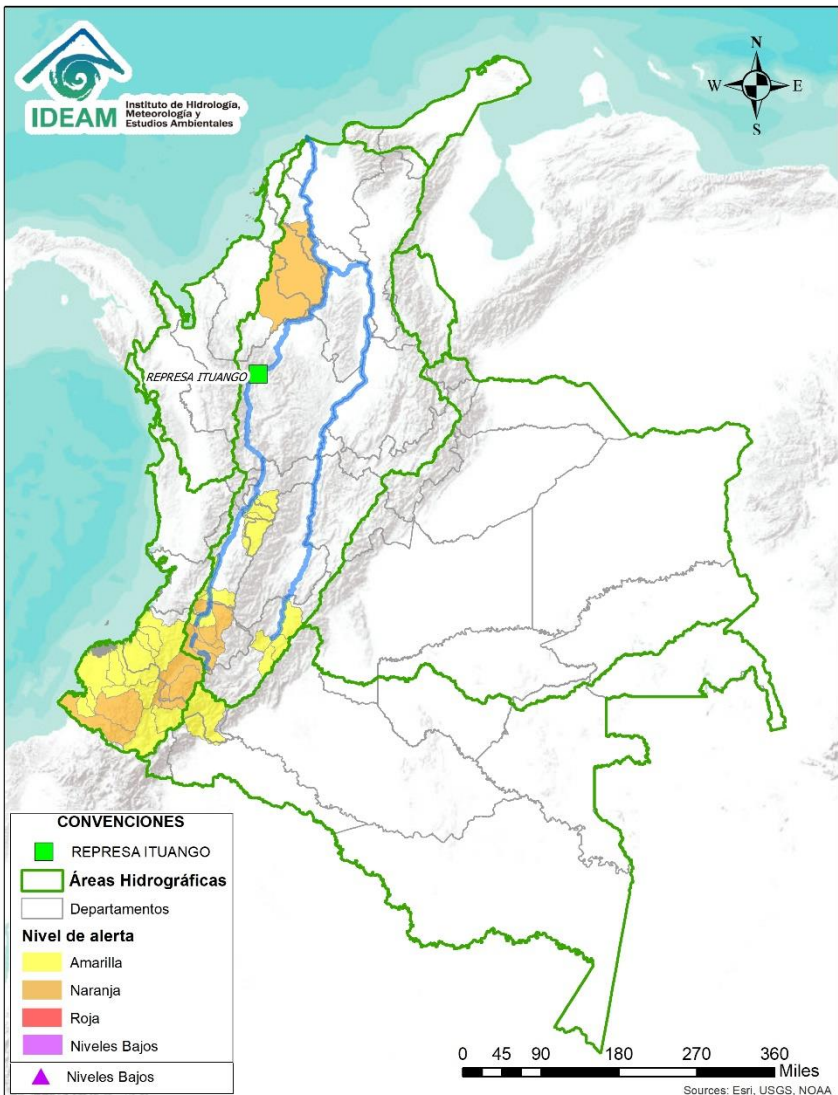 IDEAM
Instituto de Hidrología,
Meteorología y
Estudios Ambientales
N
W
E
S
REPRESA ITUANGO
CONVENCIONES
REPRESA ITUANGO
Áreas Hidrográficas
Departamentos
Nivel de alerta
Amarilla
Naranja
Roja
Niveles Bajos
Niveles Bajos
0 45 90 180 270 360
Miles
Sources: Esri, USGS, NOAA